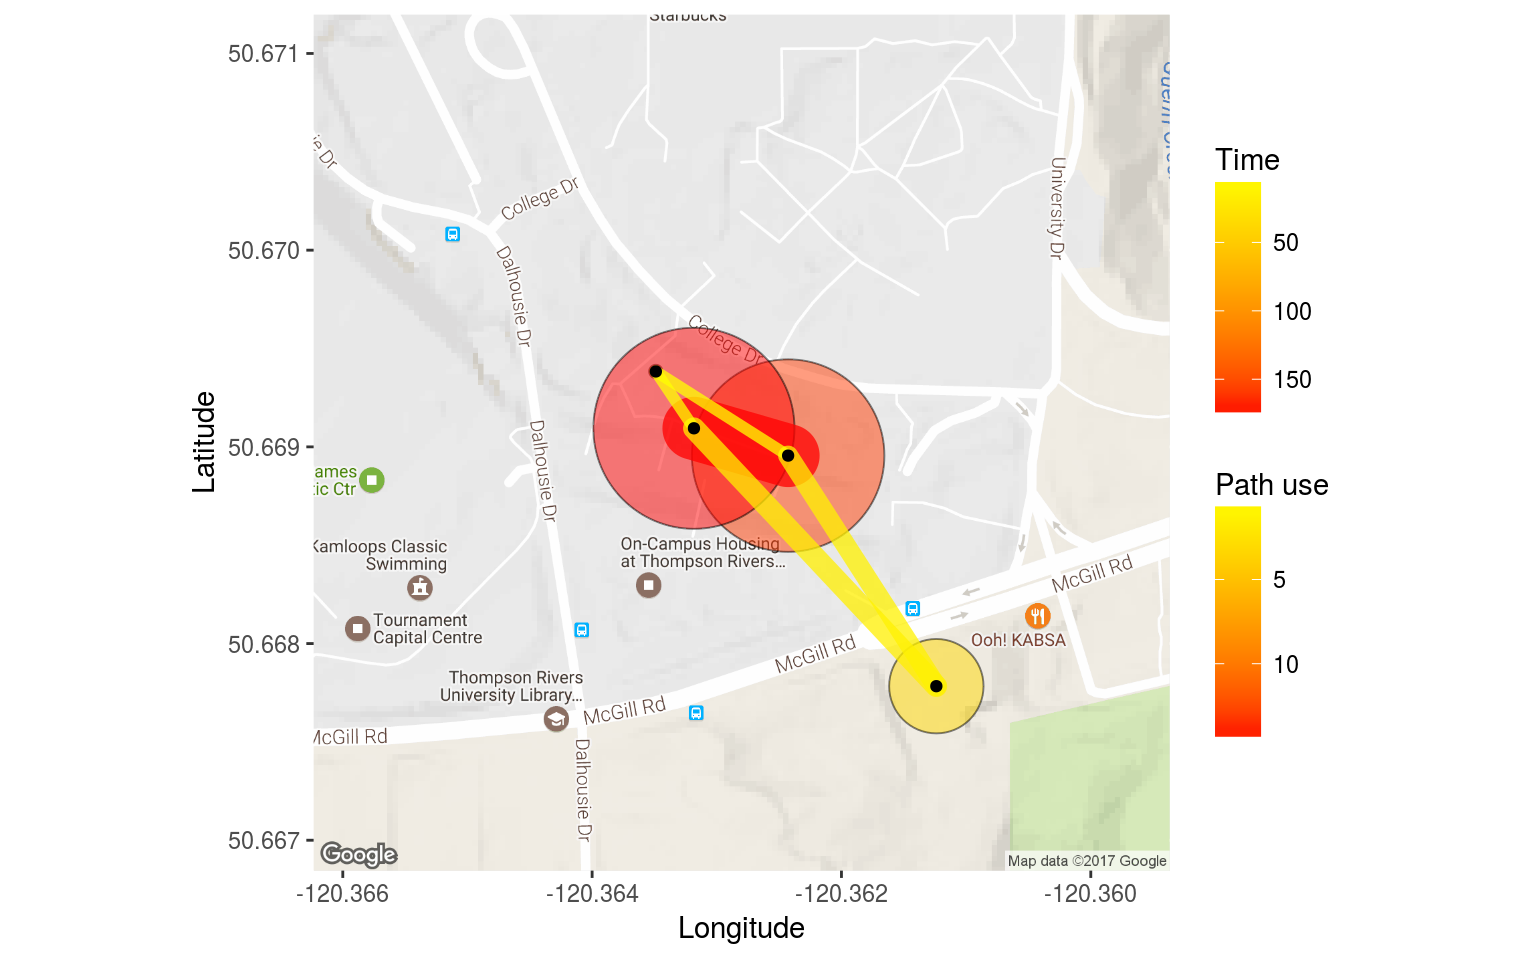 Starbucks
50.671
50.670
50.669
50.668
50.667
Latitude
ie Dr
College Dr
University Dr
Dalhousie Dr
College Dr
Dalhousie Dr
ames
tic Ctr
Kamloops Classic
Swimming
On-Campus Housing
at Thompson Rivers...
Tournament
Capital Centre
McGill Rd
Ooh! KABSA
McGill Rd
Thompson Rivers
University Library...
McGill Rd
McGill Rd
Dalhousie Dr
Google
Map data ©2017 Google
-120.366
-120.364
-120.362
-120.360
Longitude
Time
50
100
150
Path use
5
10